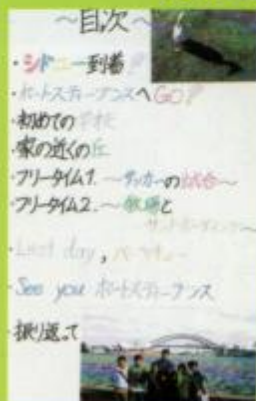 ～目次～
・シドニー到着!!
・ポートスティーブンスへGO!!
・初めての学校
・家の近くの丘
・フリータイム1. ～サッカーの試合～
・フリータイム2. ～牧場と
サンドボーディング～
・Last day, バーベキュー
・See you ポートスティーブンス
・振り返って